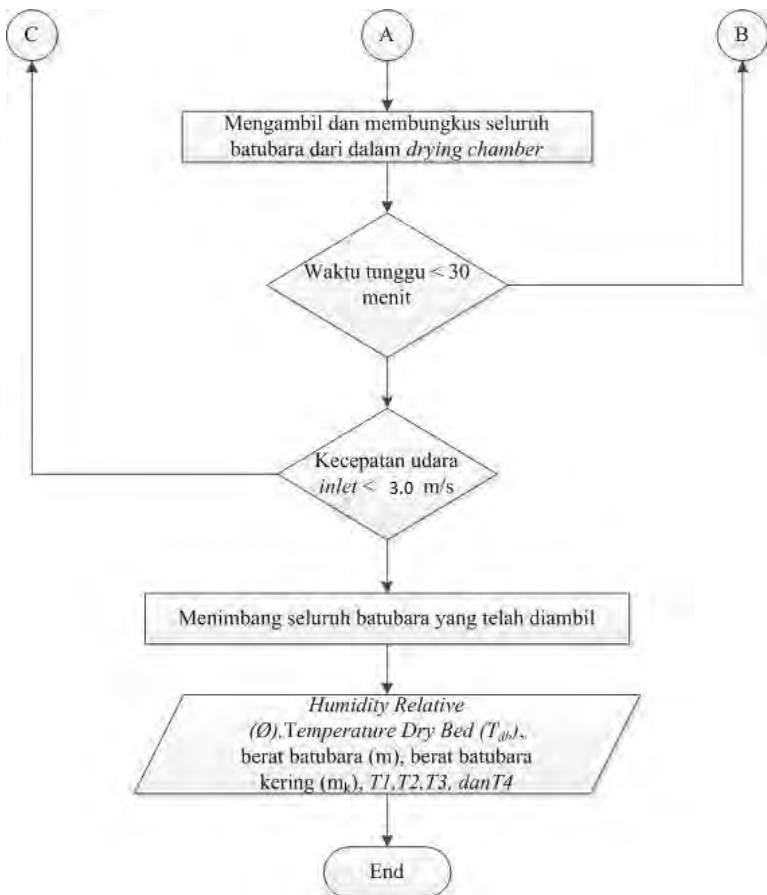 C
A
B
Mengambil dan membungkus seluruh
batubara dari dalam drying chamber
Waktu tunggu < 30
menit
Kecepatan udara
inlet < 3.0 m/s
Menimbang seluruh batubara yang telah diambil
Humidity Relative
(Ø),Temperature Dry Bed (Tdb),
berat batubara (m), berat batubara
kering (mk), T1,T2,T3, danT4
End